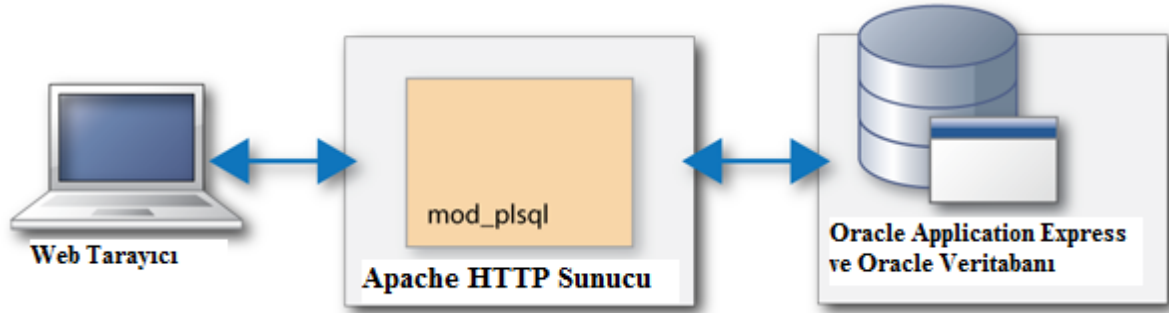 Web Tarayıcı
mod_plsql
Apache HTTP Sunucu
Oracle Application Express
ve Oracle Veritabanı